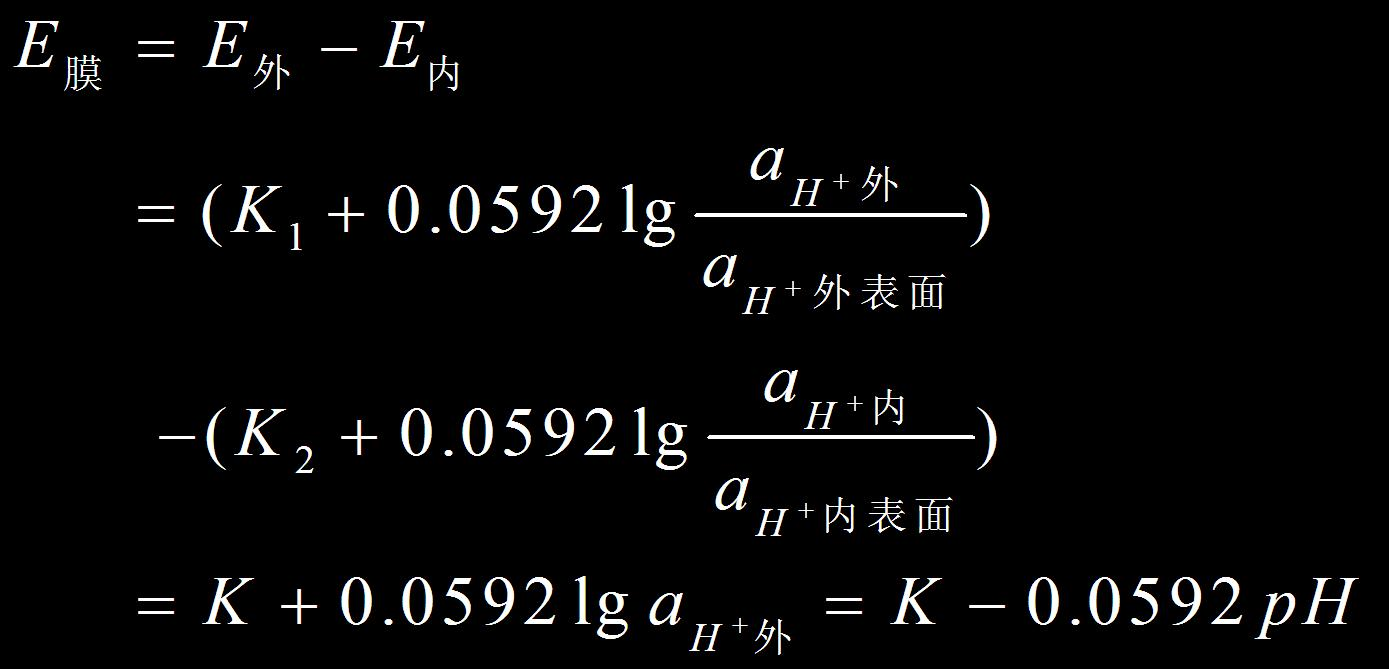 E膜 = E外 − E内
= (K1 + 0.0592 lg aH+外 / aH+外表面)
−(K2 + 0.0592 lg aH+内 / aH+内表面)
= K + 0.0592 lg aH+外 = K − 0.0592 pH